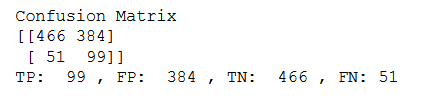 Confusion Matrix
[[466 384]
 [ 51  99]]
TP:  99 , FP:  384 , TN:  466 , FN: 51